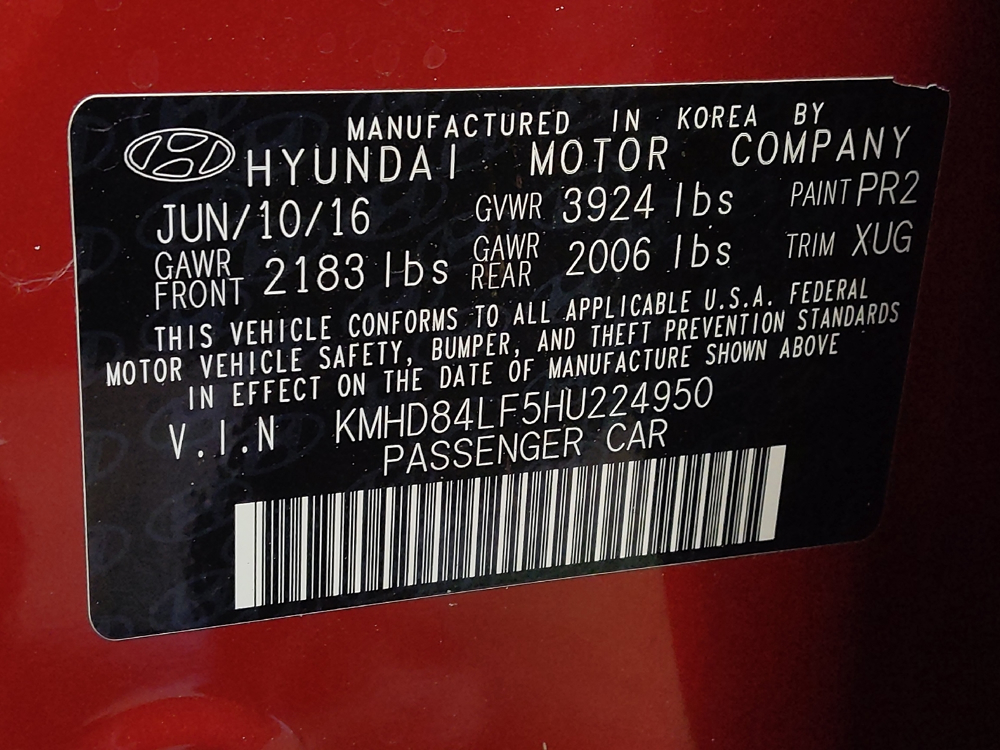 MANUFACTURED IN KOREA BY
HYUNDAI MOTOR COMPANY
JUN/10/16 GVWR 3924 lbs PAINT PR2
GAWR FRONT 2183 lbs GAWR REAR 2006 lbs TRIM XUG
THIS VEHICLE CONFORMS TO ALL APPLICABLE U.S.A. FEDERAL
MOTOR VEHICLE SAFETY, BUMPER, AND THEFT PREVENTION STANDARDS
IN EFFECT ON THE DATE OF MANUFACTURE SHOWN ABOVE
V.I.N KMHD84LF5HU224950
PASSENGER CAR